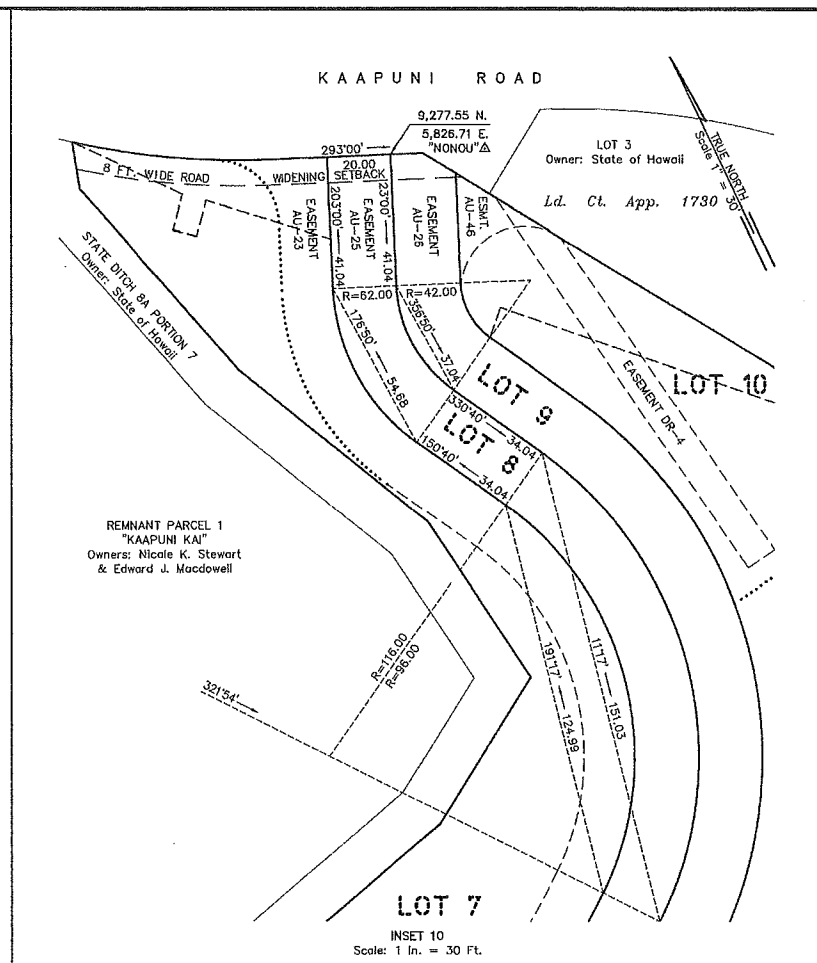 KAAPUNI ROAD
9,277.55 N.
5,826.71 E.
"NONOU"△
293°00'
20.00
8 FT. WIDE ROAD WIDENING SETBACK
LOT 3
Owner: State of Hawaii
Ld. Ct. App. 1730
TRUE NORTH
Scale 1" = 30'
EASEMENT
AU-23
203°00'
41.04
EASEMENT
AU-25
23°00'
41.04
EASEMENT
AU-26
ESMT.
AU-46
STATE DITCH 8A PORTION 7
Owner: State of Hawaii
R=62.00
R=42.00
176°50'
54.68
356°50'
37.04
LOT 9
LOT 10
EASEMENT DR-4
330°40'
34.04
LOT 8
150°40'
34.04
REMNANT PARCEL 1
"KAAPUNI KAI"
Owners: Nicole K. Stewart
& Edward J. Macdowell
R=116.00
R=96.00
321°54'
191°17'
124.99
11°17'
151.03
LOT 7
INSET 10
Scale: 1 In. = 30 Ft.